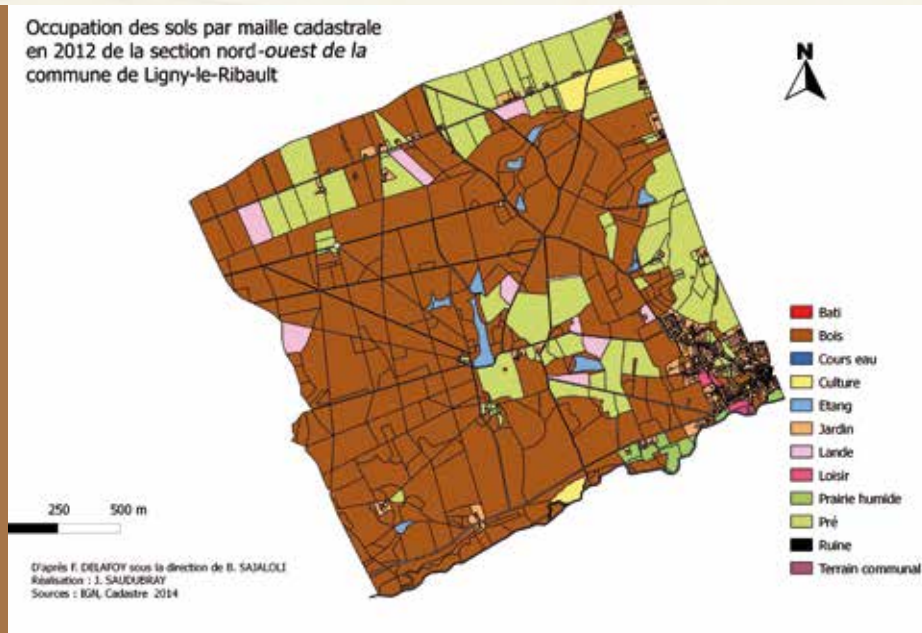 Occupation des sols par maille cadastrale
en 2012 de la section nord-ouest de la
commune de Ligny-le-Ribault
N
Bati
Bois
Cours eau
Culture
Etang
Jardin
Lande
Loisir
Prairie humide
Pré
Ruine
Terrain communal
250 500 m
D'après F. DELAFOY sous la direction de B. SAJALOLI
Réalisation : J. SAUDUBRAY
Sources : IGN, Cadastre 2014